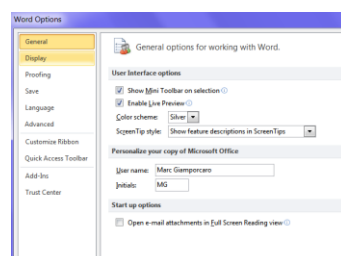 Word Options
General
Display
Proofing
Save
Language
Advanced
Customize Ribbon
Quick Access Toolbar
Add-Ins
Trust Center
General options for working with Word.
User Interface options
Show Mini Toolbar on selection
Enable Live Preview
Color scheme: Silver
ScreenTip style: Show feature descriptions in ScreenTips
Personalize your copy of Microsoft Office
User name: Marc Giamporcaro
Initials: MG
Start up options
Open e-mail attachments in Full Screen Reading view